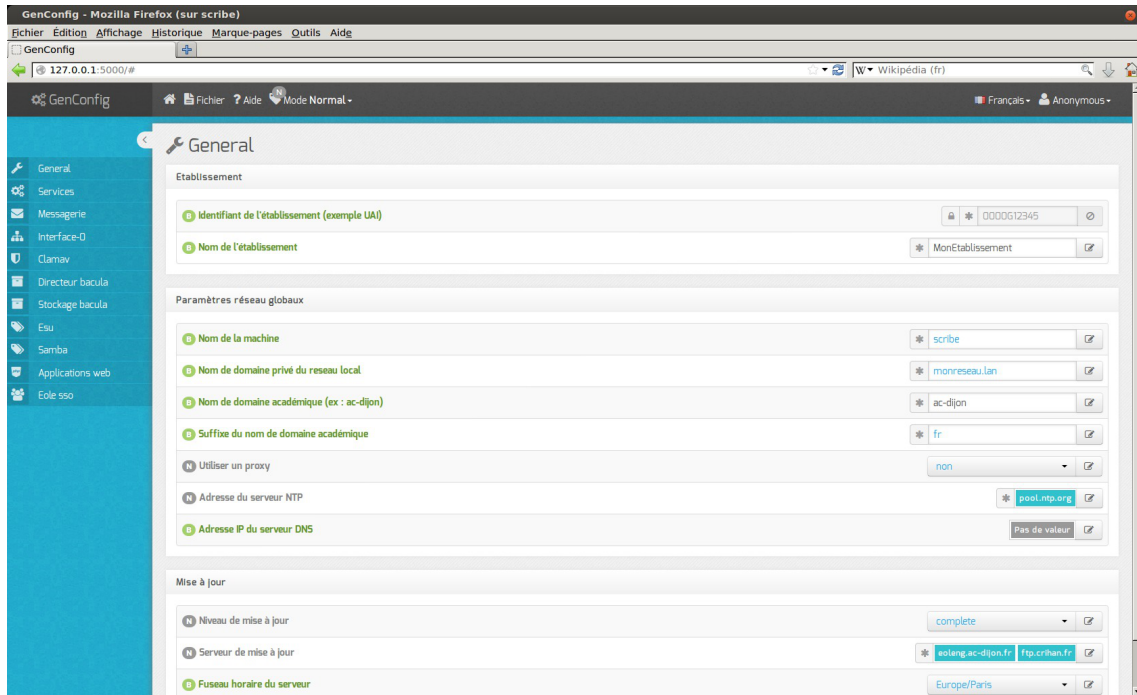 GenConfig - Mozilla Firefox (sur scribe)
Fichier Édition Affichage Historique Marque-pages Outils Aide
GenConfig
127.0.0.1:5000/#
W Wikipédia (fr)
GenConfig
Fichier ? Aide N Mode Normal
Français Anonymous
General
Services
Messagerie
Interface-0
Clamav
Directeur bacula
Stockage bacula
Esu
Samba
Applications web
Eole sso
General
Etablissement
B Identifiant de l'établissement (exemple UAI) 0000G12345
B Nom de l'établissement MonEtablissement
Paramètres réseau globaux
B Nom de la machine scribe
B Nom de domaine privé du reseau local monreseau.lan
B Nom de domaine académique (ex : ac-dijon) ac-dijon
B Suffixe du nom de domaine académique fr
N Utiliser un proxy non
N Adresse du serveur NTP pool.ntp.org
B Adresse IP du serveur DNS Pas de valeur
Mise à jour
N Niveau de mise à jour complete
N Serveur de mise à jour eoleng.ac-dijon.fr ftp.crihan.fr
B Fuseau horaire du serveur Europe/Paris